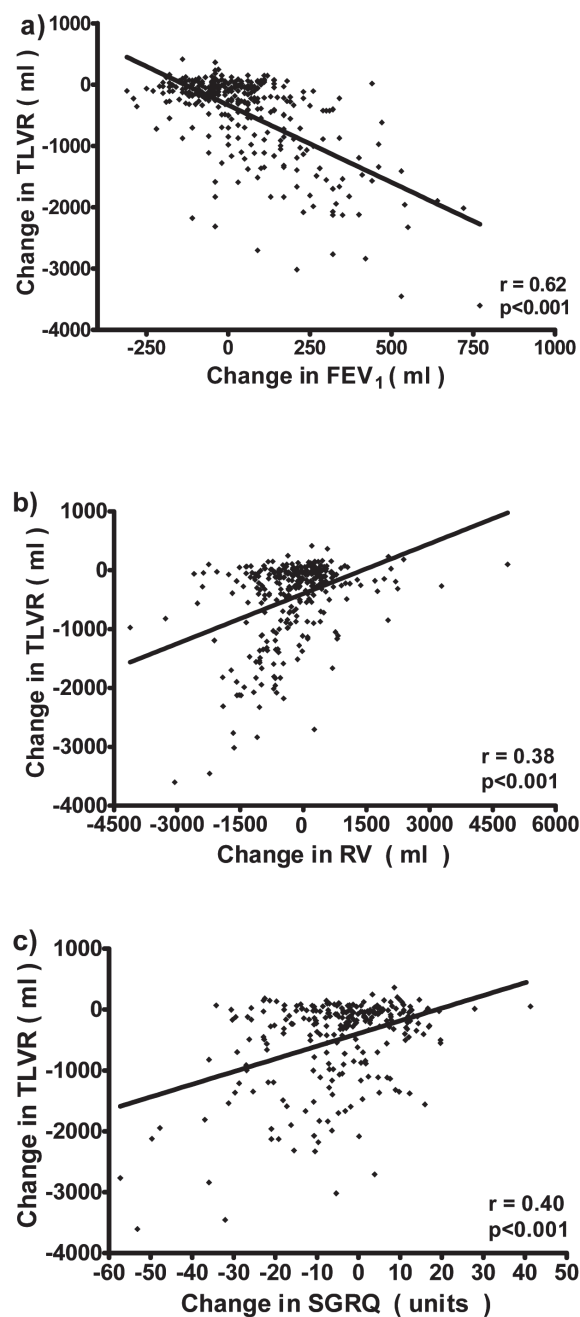 a)
1000
0
-1000
-2000
-3000
-4000
Change in TLVR ( ml )
r = 0.62
p<0.001
-250 0 250 500 750 1000
Change in FEV1 ( ml )
b)
1000
0
-1000
-2000
-3000
-4000
Change in TLVR ( ml )
r = 0.38
p<0.001
-4500 -3000 -1500 0 1500 3000 4500 6000
Change in RV ( ml )
c)
1000
0
-1000
-2000
-3000
-4000
Change in TLVR ( ml )
r = 0.40
p<0.001
-60 -50 -40 -30 -20 -10 0 10 20 30 40 50
Change in SGRQ ( units )